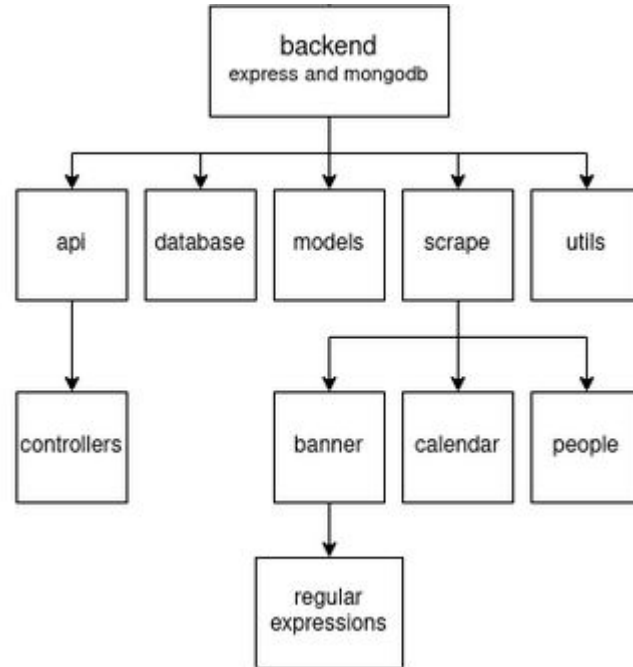 backend
express and mongodb
api
database
models
scrape
utils
controllers
banner
calendar
people
regular
expressions